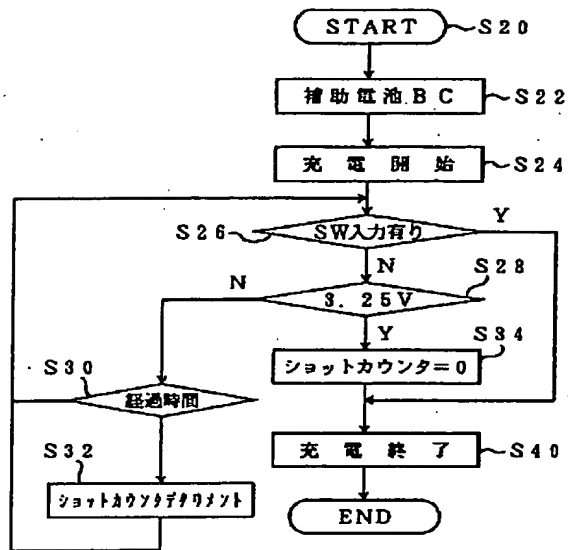 START
S20
補助電池.BC
S22
充電開始
S24
SW入力有り
S26
Y
N
3.25V
S28
N
Y
ショットカウンタ=0
S34
経過時間
S30
ショットカウンタデクリメント
S32
充電終了
S40
END